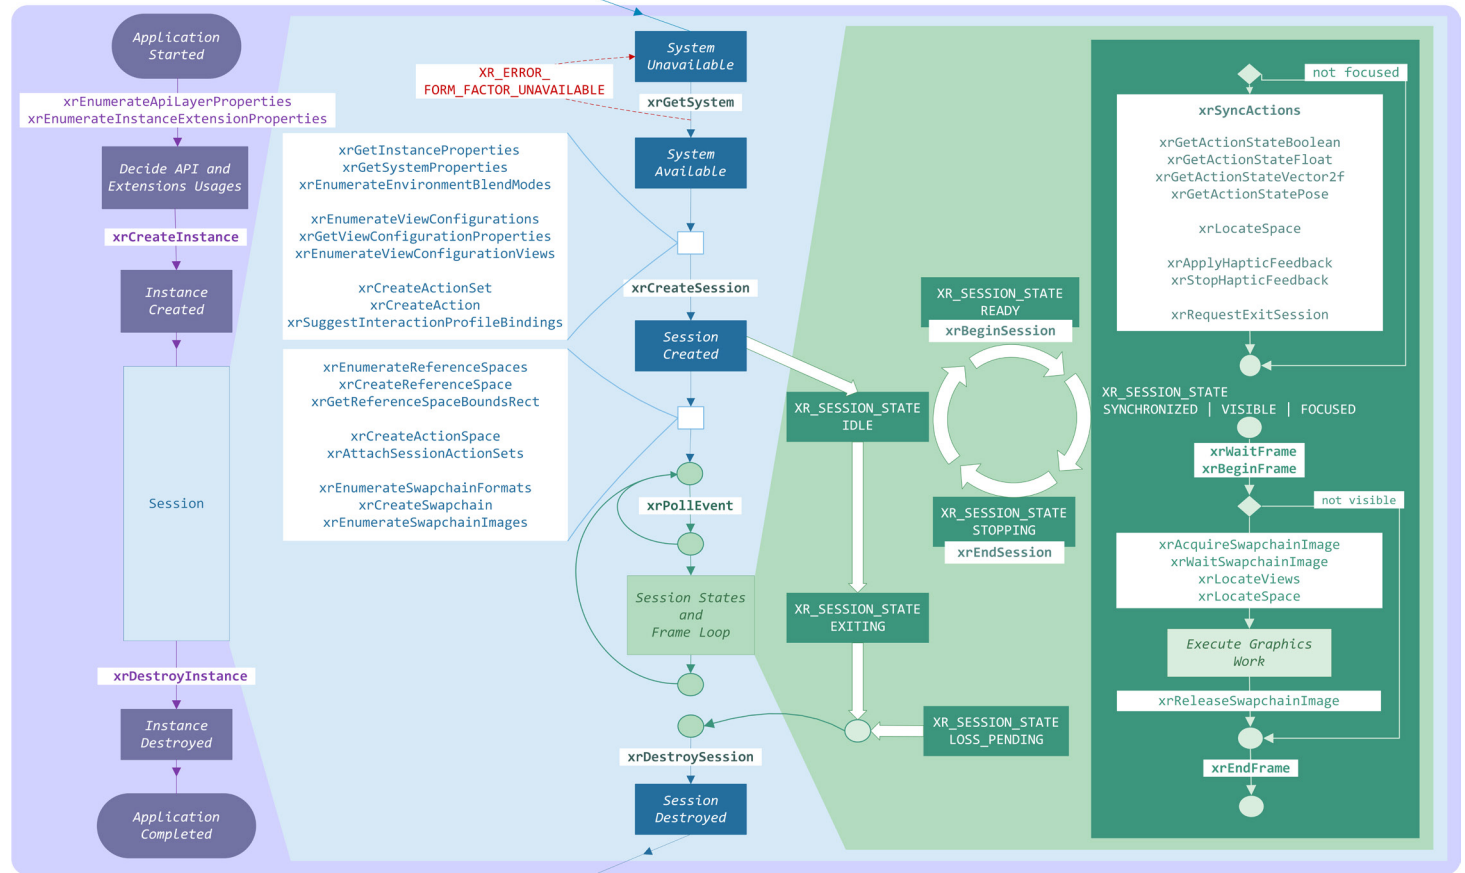 Application
Started
xrEnumerateApiLayerProperties
xrEnumerateInstanceExtensionProperties
Decide API and
Extensions Usages
xrCreateInstance
Instance
Created
Session
xrDestroyInstance
Instance
Destroyed
Application
Completed
System
Unavailable
XR_ERROR_
FORM_FACTOR_UNAVAILABLE
xrGetSystem
System
Available
xrGetInstanceProperties
xrGetSystemProperties
xrEnumerateEnvironmentBlendModes
xrEnumerateViewConfigurations
xrGetViewConfigurationProperties
xrEnumerateViewConfigurationViews
xrCreateActionSet
xrCreateAction
xrSuggestInteractionProfileBindings
xrCreateSession
Session
Created
xrEnumerateReferenceSpaces
xrCreateReferenceSpace
xrGetReferenceSpaceBoundsRect
xrCreateActionSpace
xrAttachSessionActionSets
xrEnumerateSwapchainFormats
xrCreateSwapchain
xrEnumerateSwapchainImages
xrPollEvent
Session States
and
Frame Loop
xrDestroySession
Session
Destroyed
XR_SESSION_STATE
IDLE
XR_SESSION_STATE
EXITING
XR_SESSION_STATE
LOSS_PENDING
XR_SESSION_STATE
READY
xrBeginSession
XR_SESSION_STATE
STOPPING
xrEndSession
not focused
xrSyncActions
xrGetActionStateBoolean
xrGetActionStateFloat
xrGetActionStateVector2f
xrGetActionStatePose
xrLocateSpace
xrApplyHapticFeedback
xrStopHapticFeedback
xrRequestExitSession
XR_SESSION_STATE
SYNCHRONIZED | VISIBLE | FOCUSED
xrWaitFrame
xrBeginFrame
not visible
xrAcquireSwapchainImage
xrWaitSwapchainImage
xrLocateViews
xrLocateSpace
Execute Graphics
Work
xrReleaseSwapchainImage
xrEndFrame